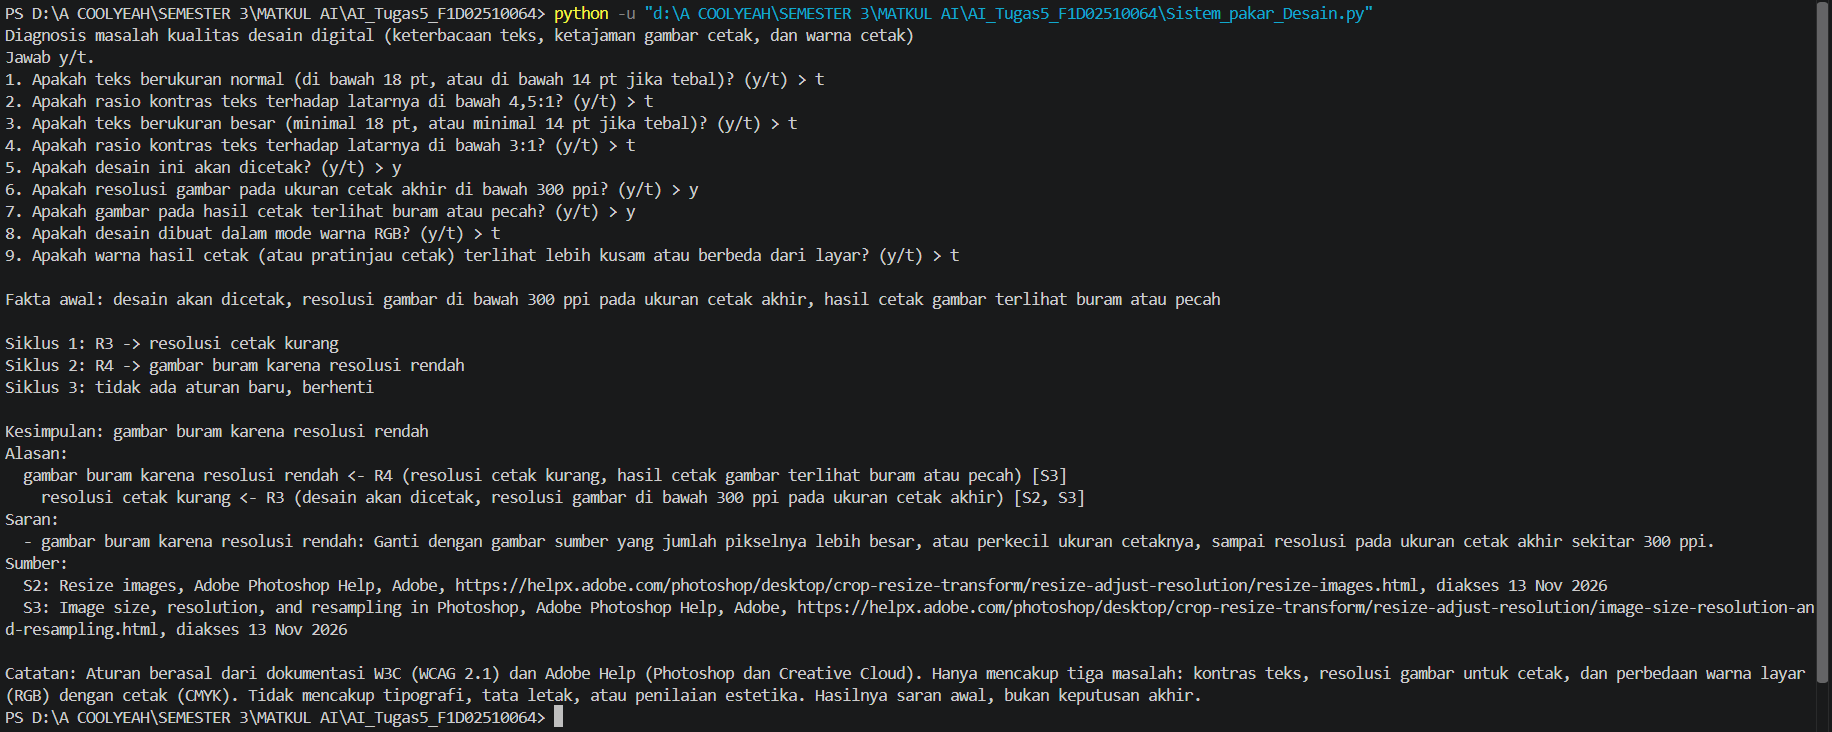 PS D:\A COOLYEAH\SEMESTER 3\MATKUL AI\AI_Tugas5_F1D02510064> python -u "d:\A COOLYEAH\SEMESTER 3\MATKUL AI\AI_Tugas5_F1D02510064\Sistem_pakar_Desain.py"
Diagnosis masalah kualitas desain digital (keterbacaan teks, ketajaman gambar cetak, dan warna cetak)
Jawab y/t.
1. Apakah teks berukuran normal (di bawah 18 pt, atau di bawah 14 pt jika tebal)? (y/t) > t
2. Apakah rasio kontras teks terhadap latarnya di bawah 4,5:1? (y/t) > t
3. Apakah teks berukuran besar (minimal 18 pt, atau minimal 14 pt jika tebal)? (y/t) > t
4. Apakah rasio kontras teks terhadap latarnya di bawah 3:1? (y/t) > t
5. Apakah desain ini akan dicetak? (y/t) > y
6. Apakah resolusi gambar pada ukuran cetak akhir di bawah 300 ppi? (y/t) > y
7. Apakah gambar pada hasil cetak terlihat buram atau pecah? (y/t) > y
8. Apakah desain dibuat dalam mode warna RGB? (y/t) > t
9. Apakah warna hasil cetak (atau pratinjau cetak) terlihat lebih kusam atau berbeda dari layar? (y/t) > t
Fakta awal: desain akan dicetak, resolusi gambar di bawah 300 ppi pada ukuran cetak akhir, hasil cetak gambar terlihat buram atau pecah
Siklus 1: R3 -> resolusi cetak kurang
Siklus 2: R4 -> gambar buram karena resolusi rendah
Siklus 3: tidak ada aturan baru, berhenti
Kesimpulan: gambar buram karena resolusi rendah
Alasan:
gambar buram karena resolusi rendah <- R4 (resolusi cetak kurang, hasil cetak gambar terlihat buram atau pecah) [S3]
resolusi cetak kurang <- R3 (desain akan dicetak, resolusi gambar di bawah 300 ppi pada ukuran cetak akhir) [S2, S3]
Saran:
- gambar buram karena resolusi rendah: Ganti dengan gambar sumber yang jumlah pikselnya lebih besar, atau perkecil ukuran cetaknya, sampai resolusi pada ukuran cetak akhir sekitar 300 ppi.
Sumber:
S2: Resize images, Adobe Photoshop Help, Adobe, https://helpx.adobe.com/photoshop/desktop/crop-resize-transform/resize-adjust-resolution/resize-images.html, diakses 13 Nov 2026
S3: Image size, resolution, and resampling in Photoshop, Adobe Photoshop Help, Adobe, https://helpx.adobe.com/photoshop/desktop/crop-resize-transform/resize-adjust-resolution/image-size-resolution-an
d-resampling.html, diakses 13 Nov 2026
Catatan: Aturan berasal dari dokumentasi W3C (WCAG 2.1) dan Adobe Help (Photoshop dan Creative Cloud). Hanya mencakup tiga masalah: kontras teks, resolusi gambar untuk cetak, dan perbedaan warna layar
(RGB) dengan cetak (CMYK). Tidak mencakup tipografi, tata letak, atau penilaian estetika. Hasilnya saran awal, bukan keputusan akhir.
PS D:\A COOLYEAH\SEMESTER 3\MATKUL AI\AI_Tugas5_F1D02510064>